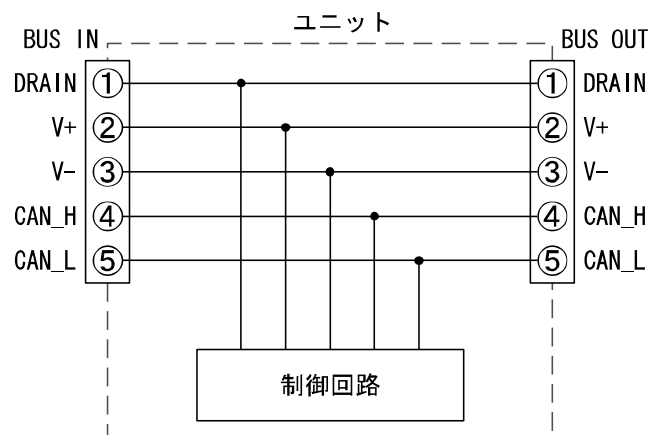 ユニット
BUS IN
BUS OUT
DRAIN ① ① DRAIN
V+ ② ② V+
V- ③ ③ V-
CAN_H ④ ④ CAN_H
CAN_L ⑤ ⑤ CAN_L
制御回路